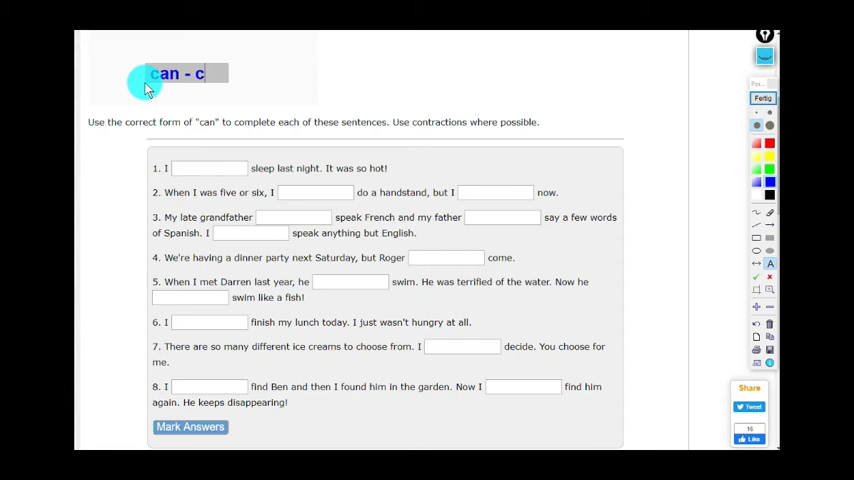 can - c
Use the correct form of "can" to complete each of these sentences. Use contractions where possible.
1. I sleep last night. It was so hot!
2. When I was five or six, I do a handstand, but I now.
3. My late grandfather speak French and my father say a few words
of Spanish. I speak anything but English.
4. We're having a dinner party next Saturday, but Roger come.
5. When I met Darren last year, he swim. He was terrified of the water. Now he
swim like a fish!
6. I finish my lunch today. I just wasn't hungry at all.
7. There are so many different ice creams to choose from. I decide. You choose for
me.
8. I find Ben and then I found him in the garden. Now I find him
again. He keeps disappearing!
Mark Answers
Poi...
Fertig
A
Share
Tweet
16
Like